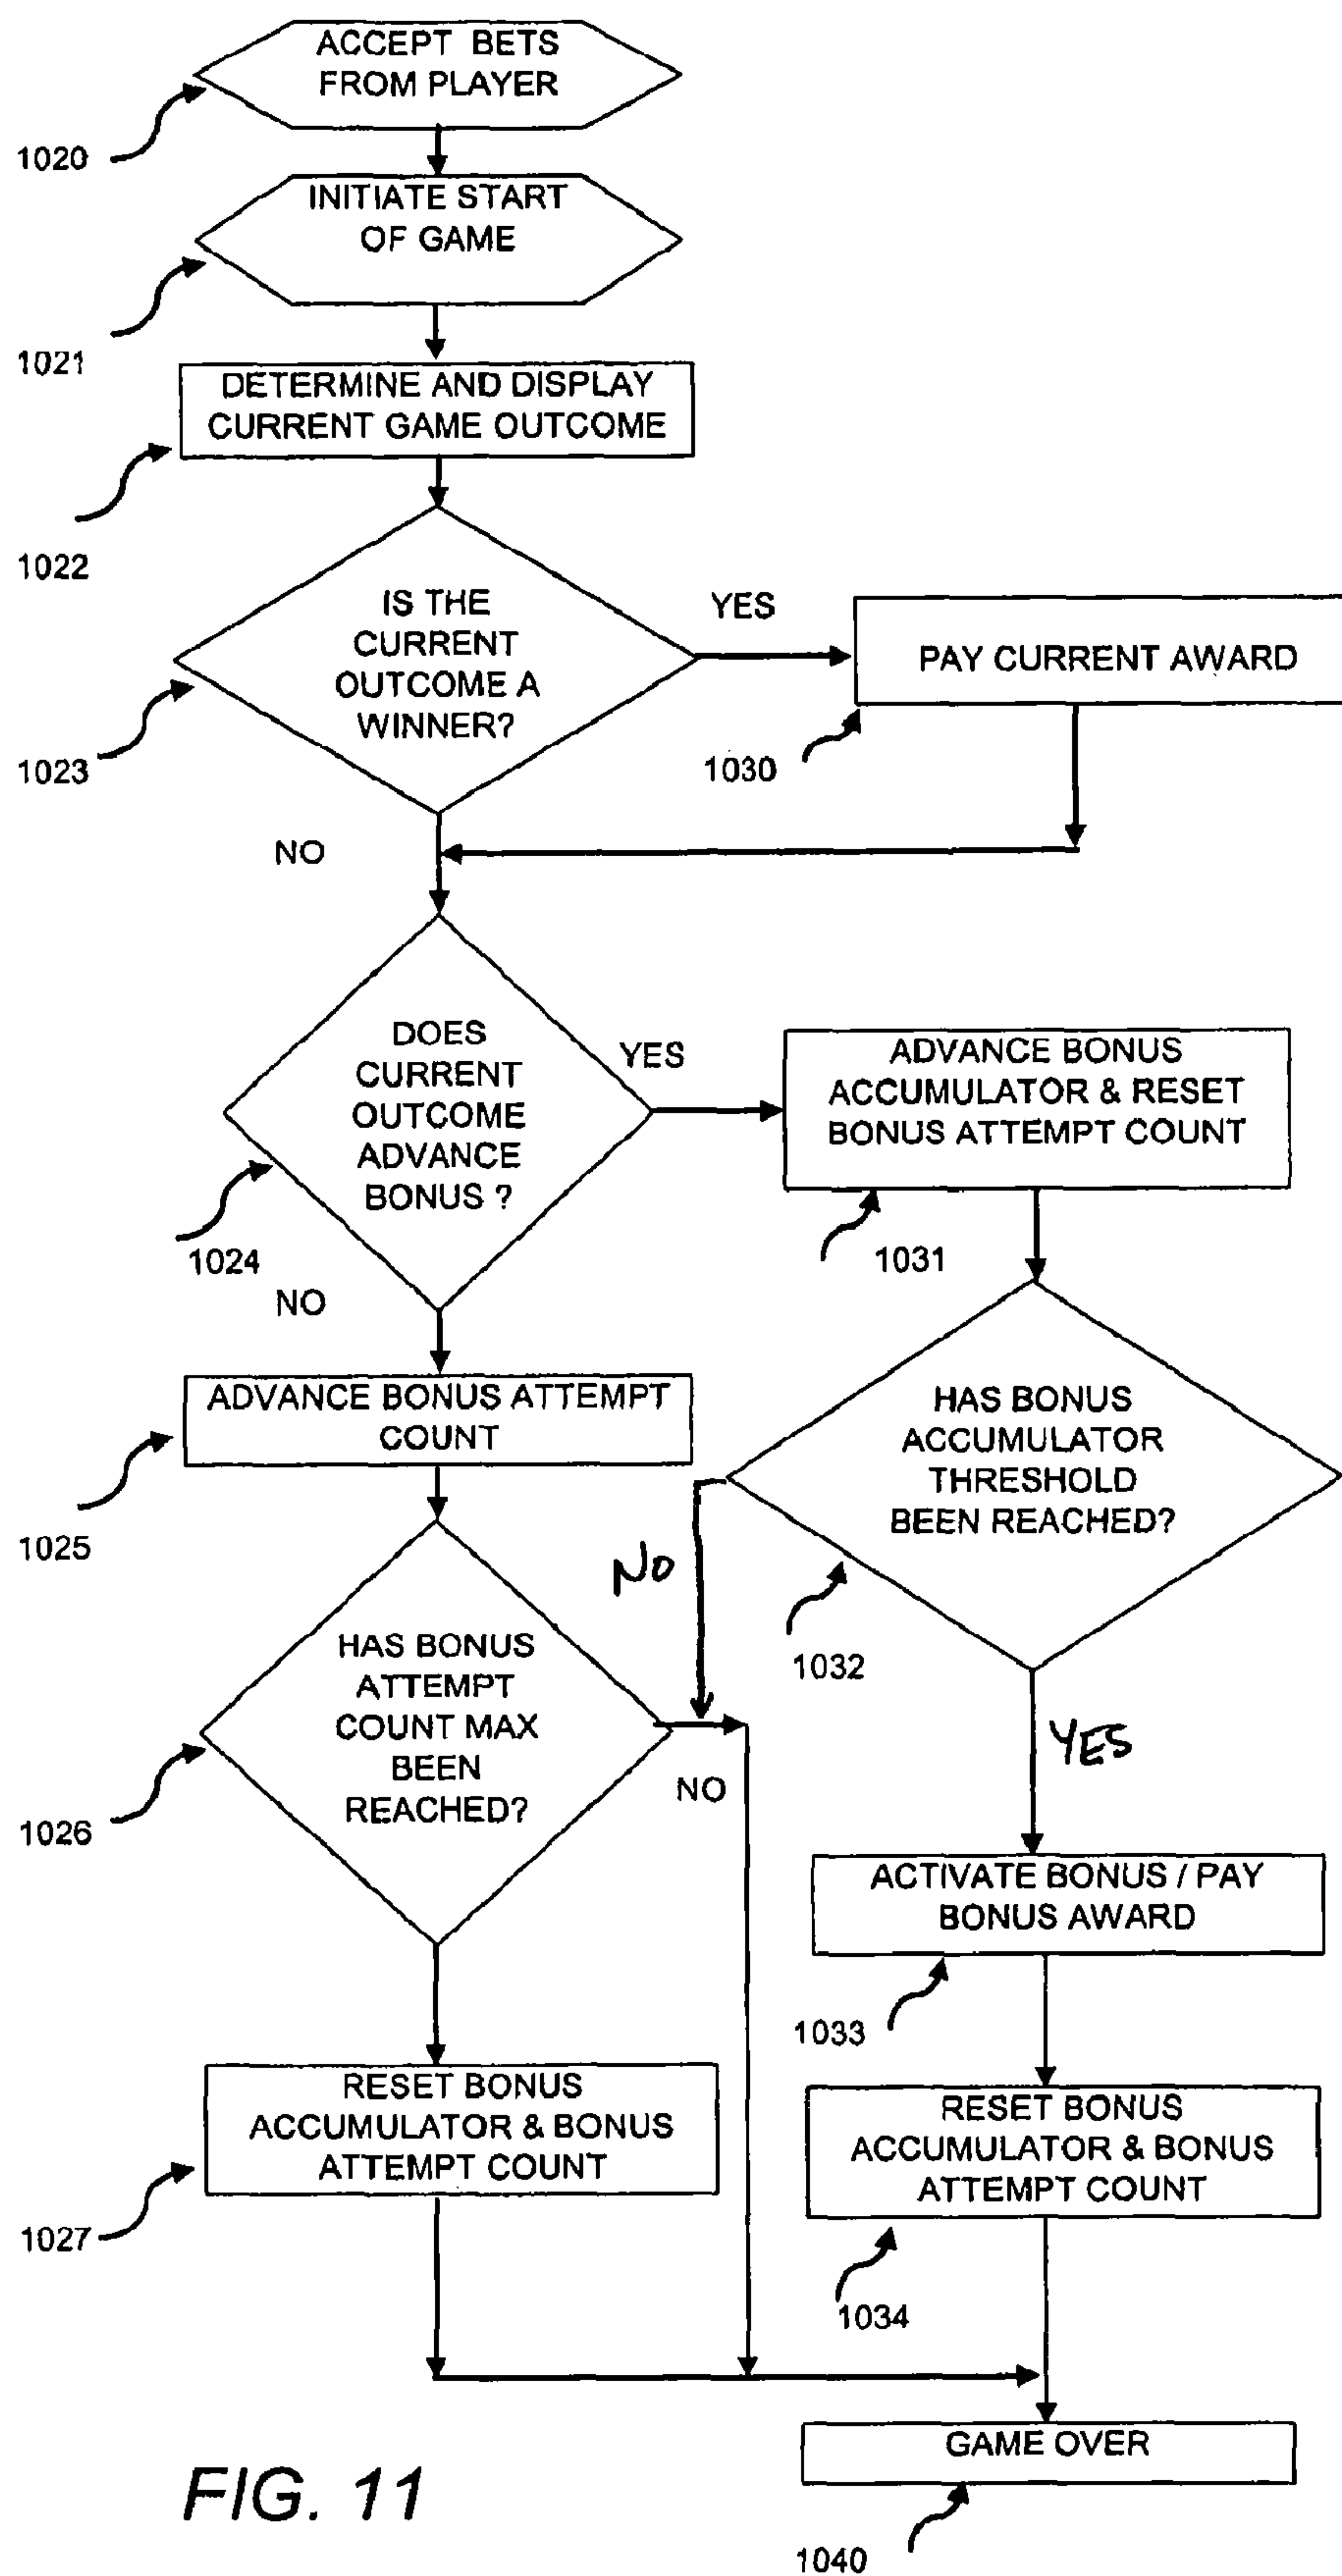 ACCEPT BETS
FROM PLAYER
1020
INITIATE START
OF GAME
1021
DETERMINE AND DISPLAY
CURRENT GAME OUTCOME
1022
IS THE
CURRENT
OUTCOME A
WINNER?
1023
YES
PAY CURRENT AWARD
1030
NO
DOES
CURRENT
OUTCOME
ADVANCE
BONUS ?
1024
YES
ADVANCE BONUS
ACCUMULATOR & RESET
BONUS ATTEMPT COUNT
1031
NO
ADVANCE BONUS ATTEMPT
COUNT
1025
HAS BONUS
ACCUMULATOR
THRESHOLD
BEEN REACHED?
1032
No
YES
HAS BONUS
ATTEMPT
COUNT MAX
BEEN
REACHED?
1026
NO
ACTIVATE BONUS / PAY
BONUS AWARD
1033
RESET BONUS
ACCUMULATOR & BONUS
ATTEMPT COUNT
1027
RESET BONUS
ACCUMULATOR & BONUS
ATTEMPT COUNT
1034
GAME OVER
1040
FIG. 11